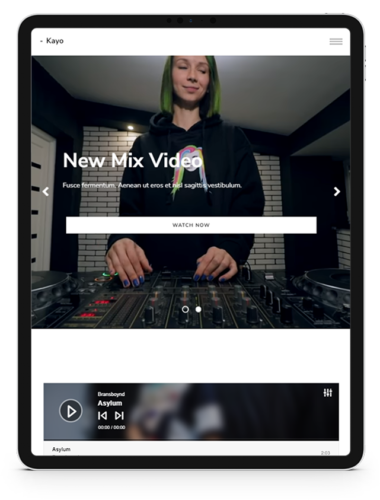 Kayo
New Mix Video
Fusce fermentum. Aenean ut eros et nisl sagittis vestibulum.
WATCH NOW
Bransboynd
Asylum
00:00 / 00:00
Asylum